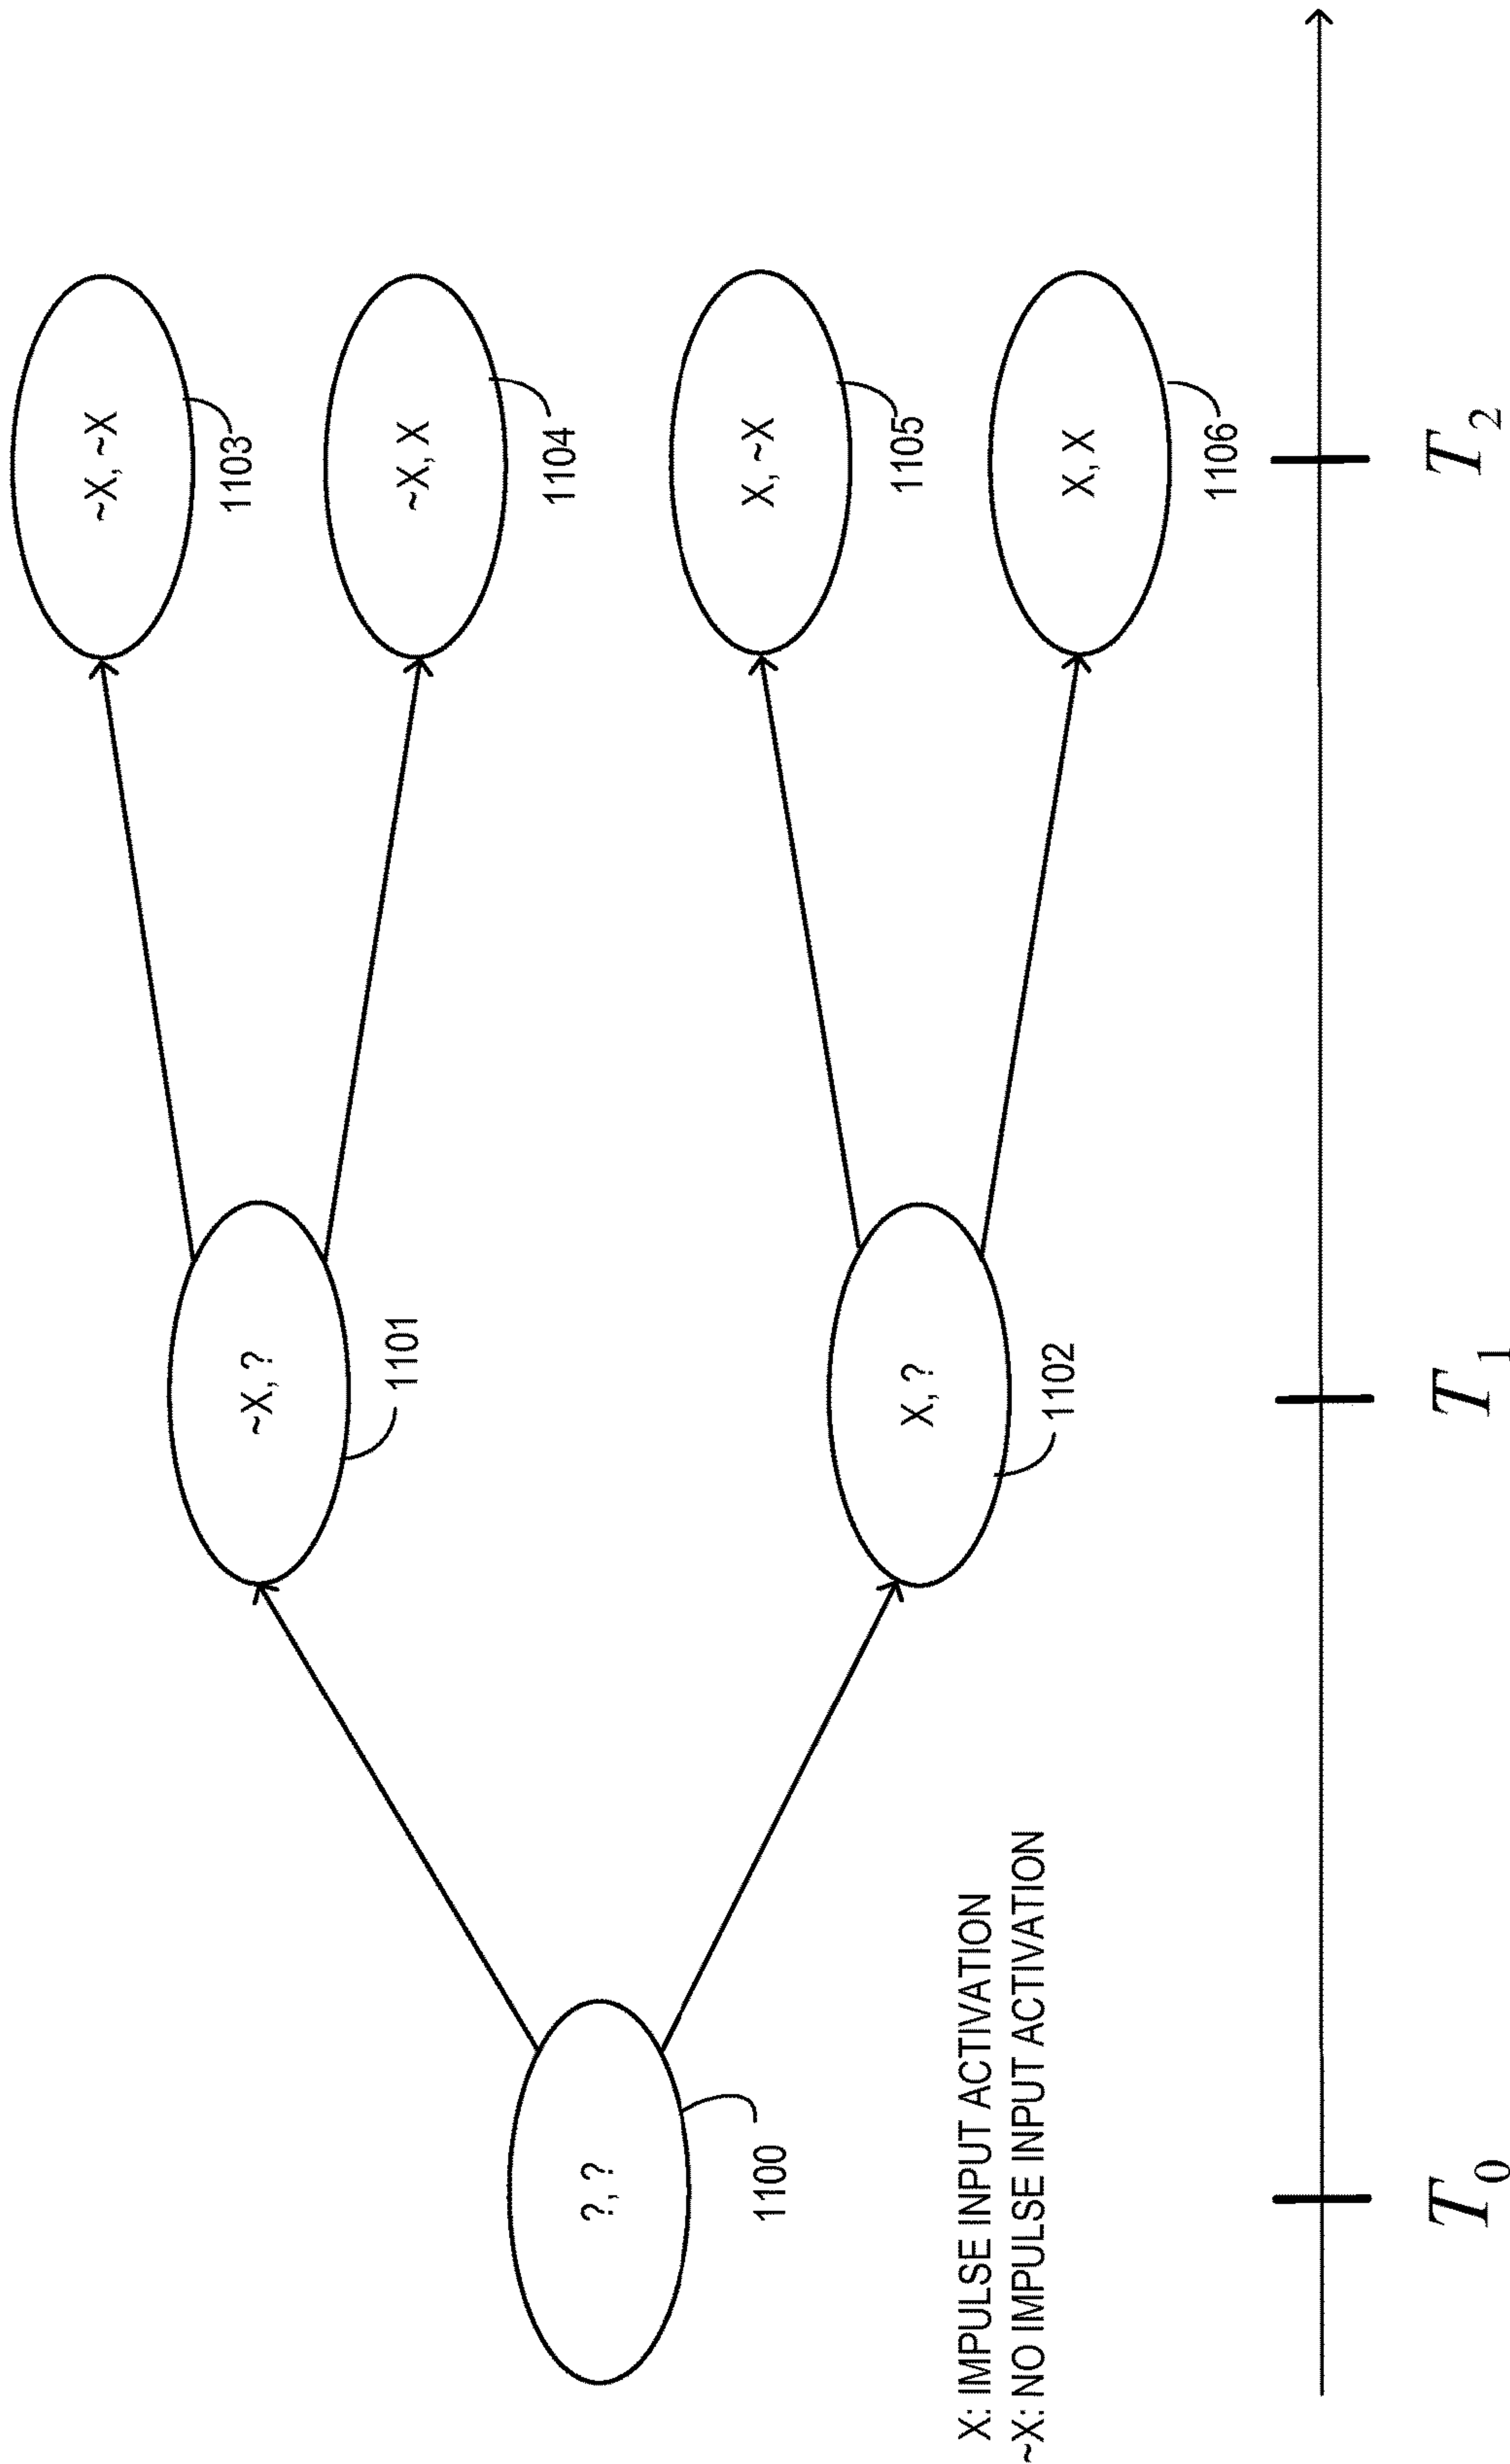 ~X, ~X
1103
~X, X
1104
~X, ?
1101
?, ?
1100
X, ~X
1105
X, ?
1102
X, X
1106
X: IMPULSE INPUT ACTIVATION
~X: NO IMPULSE INPUT ACTIVATION
T0
T1
T2